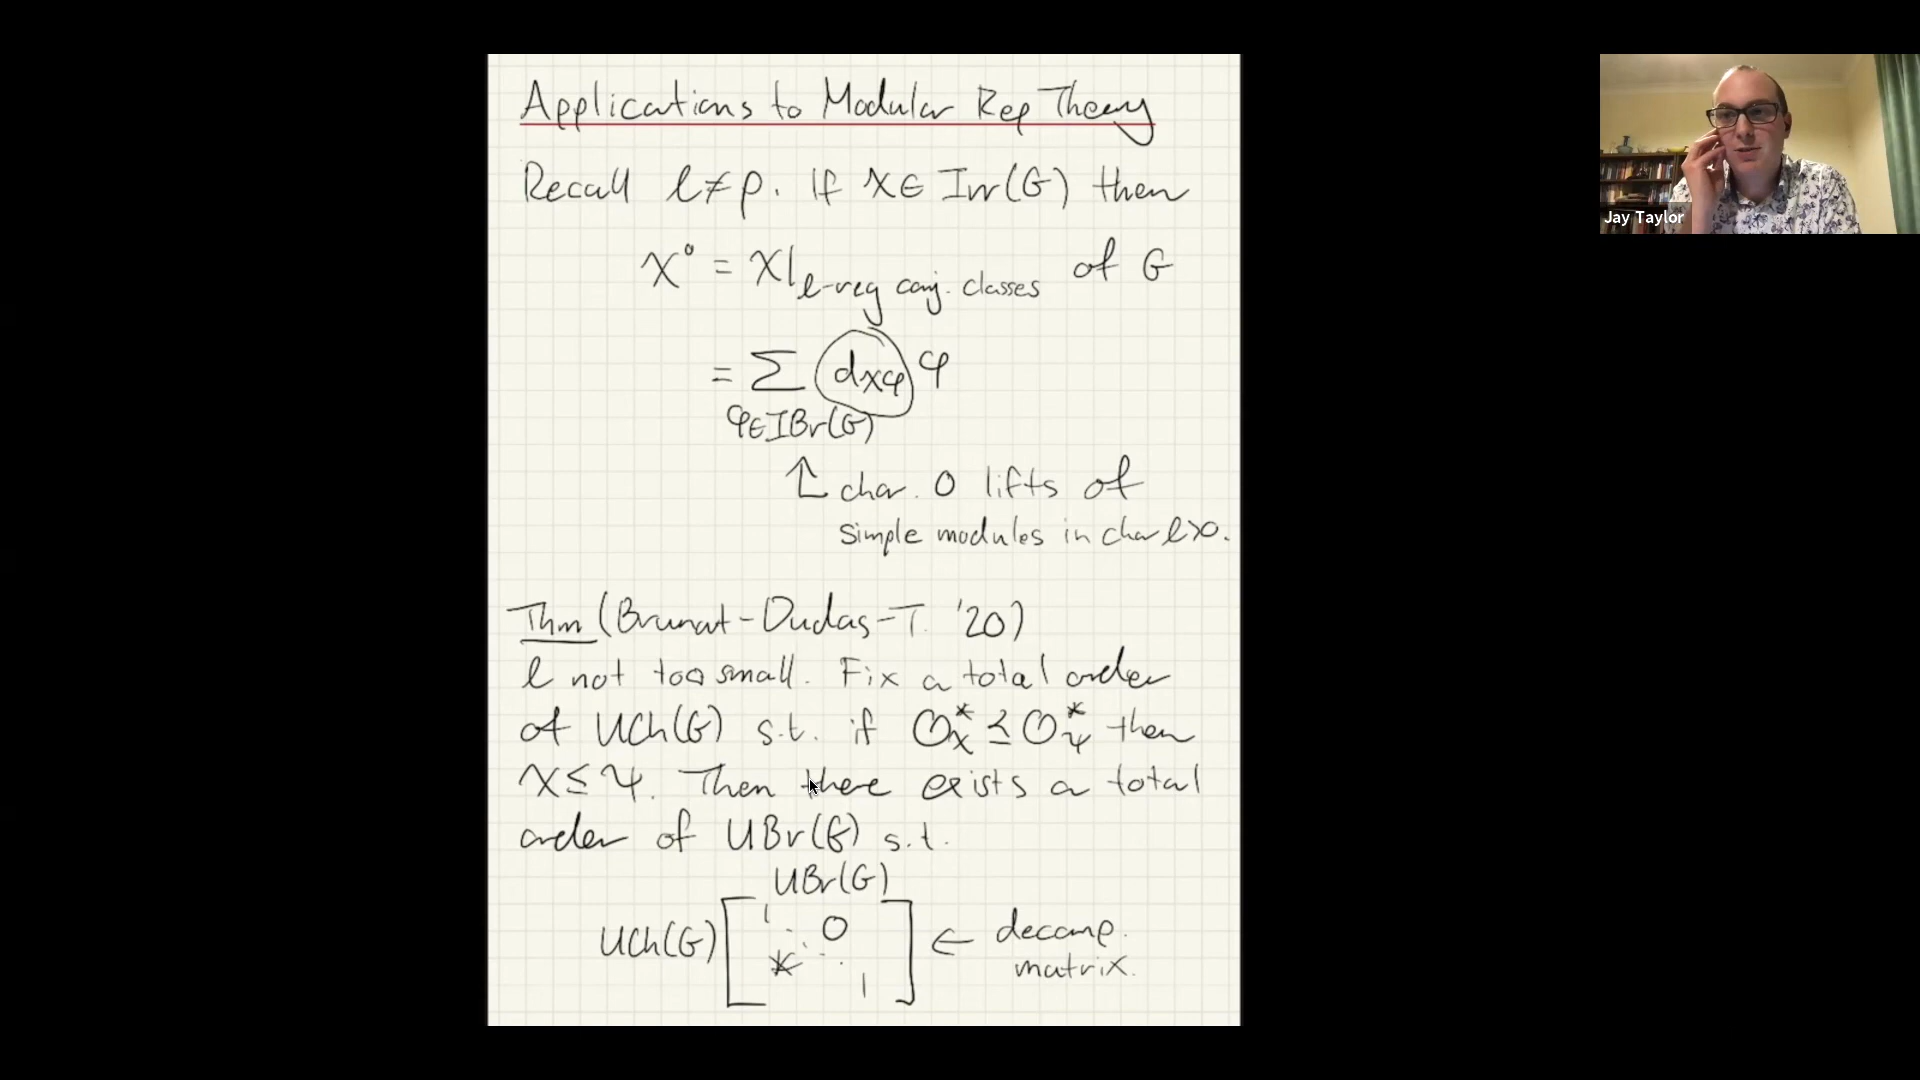 Applications to Modular Rep Theory
Recall ℓ≠p. If χ∈Irr(G) then
χ° = χ|ℓ-reg conj. classes of G
= Σ dχφ φ
φ∈IBr(G)
↑ char. 0 lifts of
simple modules in char ℓ>0.
Thm (Brunat-Dudas-T. '20)
ℓ not too small. Fix a total order
of UCh(G) s.t. if O*χ ⪯ O*ψ then
χ≤ψ. Then there exists a total
order of UBr(G) s.t.
UBr(G)
UCh(G) [1 ⋱ 0 * 1] ← decomp.
matrix.
Jay Taylor